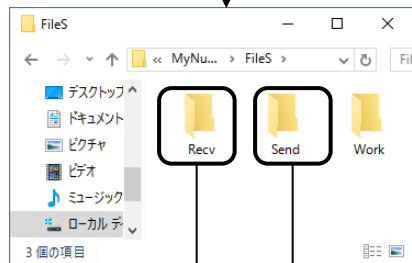 FileS
« MyNu... › FileS ›
デスクトップ
ドキュメント
ピクチャ
ビデオ
ミュージック
ローカル デ
Recv
Send
Work
3 個の項目